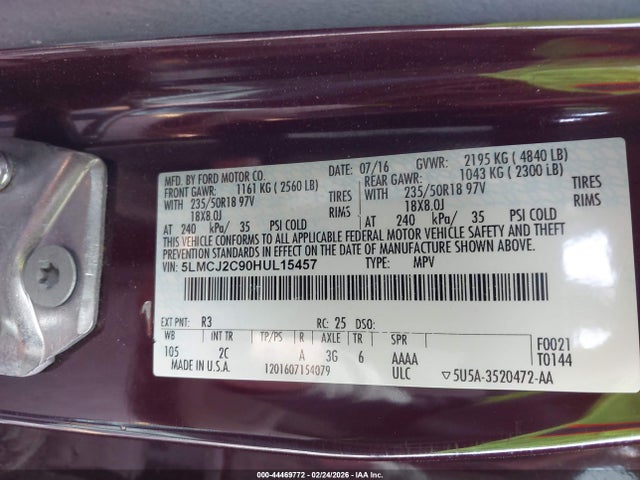 MFD. BY FORD MOTOR CO. 07/16 GVWR: 2195 KG ( 4840 LB)
FRONT GAWR: 1161 KG ( 2560 LB) REAR GAWR: 1043 KG ( 2300 LB)
WITH 235/50R18 97V TIRES WITH 235/50R18 97V TIRES
18X8.0J RIMS 18X8.0J RIMS
AT 240 kPa/ 35 PSI COLD AT 240 kPa/ 35 PSI COLD
THIS VEHICLE CONFORMS TO ALL APPLICABLE FEDERAL MOTOR VEHICLE SAFETY AND THEFT
PREVENTION STANDARDS IN EFFECT ON THE DATE OF MANUFACTURE SHOWN ABOVE.
VIN: 5LMCJ2C90HUL15457 TYPE: MPV
EXT PNT: R3 RC: 25 DSO:
WB INT TR TP/PS R AXLE TR SPR F0021
105 2C A 3G 6 AAAA T0144
MADE IN U.S.A. 1201607154079 ULC ▽5U5A-3520472-AA
000-44469772 - 02/24/2026 - IAA Inc.